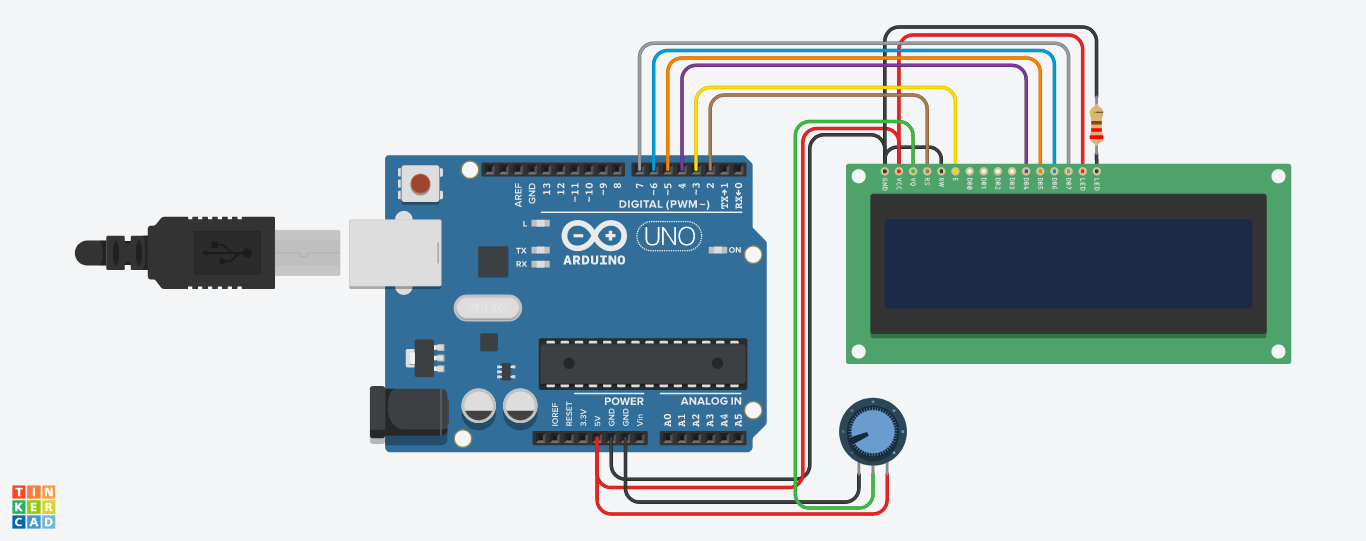 AREF
GND
13
12
~11
~10
~9
8
7
~6
~5
4
~3
2
TX→1
RX←0
DIGITAL (PWM~)
L
TX
RX
UNO
ARDUINO
ON
GND
VCC
VO
RS
RW
E
DB0
DB1
DB2
DB3
DB4
DB5
DB6
DB7
LED
LED
POWER
ANALOG IN
IOREF
RESET
3.3V
5V
GND
GND
Vin
A0
A1
A2
A3
A4
A5
TIN
KER
CAD